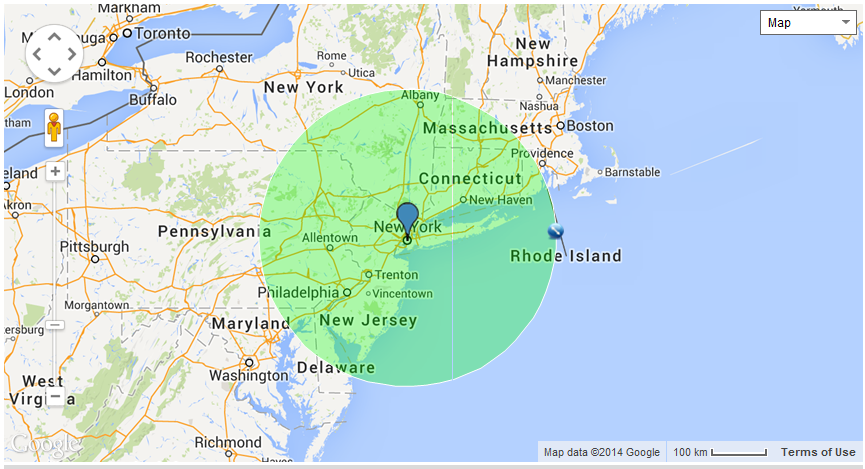 Markham
Toronto
Hamilton
London
Buffalo
Rochester
Rome
Utica
New York
Albany
New
Hampshire
Manchester
Nashua
Massachusetts
Boston
Providence
Barnstable
Connecticut
New Haven
New York
Rhode Island
Pennsylvania
Allentown
Pittsburgh
Trenton
Philadelphia
Vincentown
Morgantown
Maryland
New Jersey
Delaware
Washington
West
Virginia
Richmond
Map
Google
Map data ©2014 Google
100 km
Terms of Use